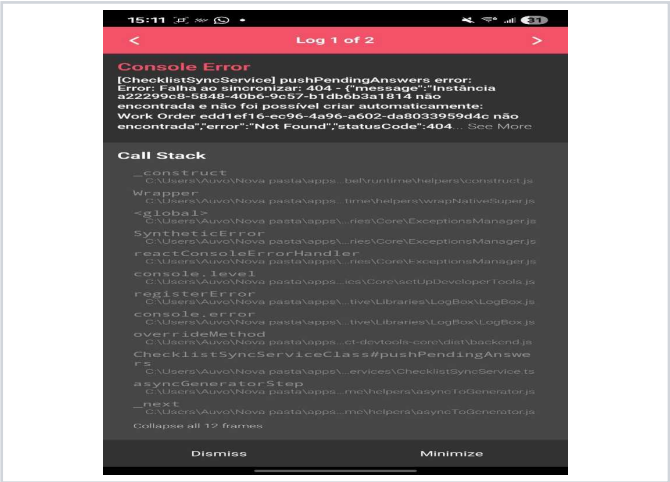 15:11
31
< Log 1 of 2 >
Console Error
[ChecklistSyncService] pushPendingAnswers error:
Error: Falha ao sincronizar: 404 - {"message":"Instância
a22299c8-5848-40b6-9c57-b1db6b3a1814 não
encontrada e não foi possível criar automaticamente:
Work Order edd1ef16-ec96-4a96-a602-da8033959d4c não
encontrada","error":"Not Found","statusCode":404... See More
Call Stack
_construct
C:\Users\Auvo\Nova pasta\apps...bel\runtime\helpers\construct.js
Wrapper
C:\Users\Auvo\Nova pasta\apps...time\helpers\wrapNativeSuper.js
<global>
C:\Users\Auvo\Nova pasta\apps...ries\Core\ExceptionsManager.js
SyntheticError
C:\Users\Auvo\Nova pasta\apps...ries\Core\ExceptionsManager.js
reactConsoleErrorHandler
C:\Users\Auvo\Nova pasta\apps...ries\Core\ExceptionsManager.js
console.level
C:\Users\Auvo\Nova pasta\apps...ies\Core\setUpDeveloperTools.js
registerError
C:\Users\Auvo\Nova pasta\apps...tive\Libraries\LogBox\LogBox.js
console.error
C:\Users\Auvo\Nova pasta\apps...tive\Libraries\LogBox\LogBox.js
overrideMethod
C:\Users\Auvo\Nova pasta\apps...ct-devtools-core\dist\backend.js
ChecklistSyncServiceClass#pushPendingAnswe
rs
C:\Users\Auvo\Nova pasta\apps\...ervices\ChecklistSyncService.ts
asyncGeneratorStep
C:\Users\Auvo\Nova pasta\apps...me\helpers\asyncToGenerator.js
_next
C:\Users\Auvo\Nova pasta\apps...me\helpers\asyncToGenerator.js
Collapse all 12 frames
Dismiss Minimize